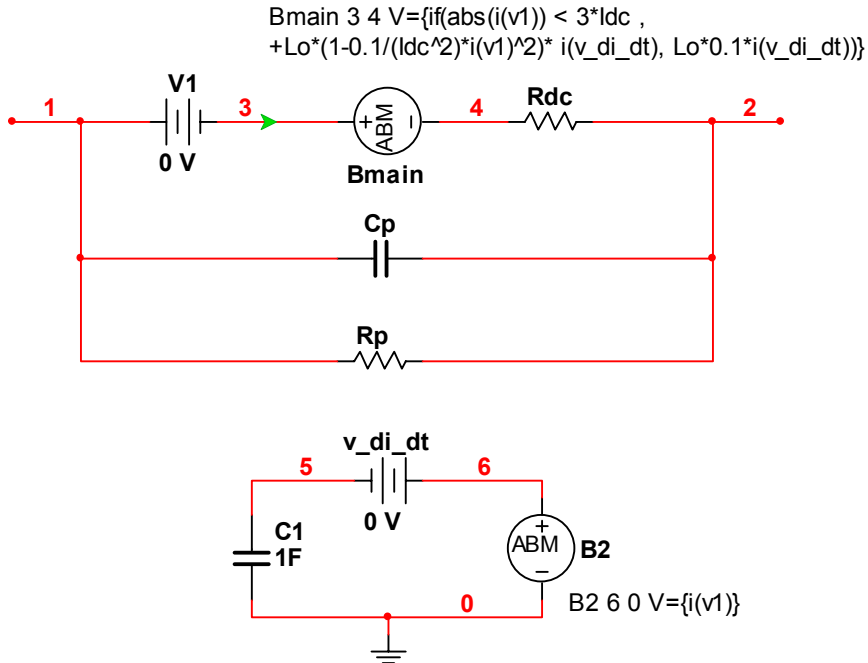 Bmain 3 4 V={if(abs(i(v1)) < 3*Idc ,
+Lo*(1-0.1/(Idc^2)*i(v1)^2)* i(v_di_dt), Lo*0.1*i(v_di_dt))}
V1
1
3
4
Rdc
2
+ ABM -
0 V
Bmain
Cp
Rp
v_di_dt
5
6
0 V
C1
1F
+
ABM
−
B2
0
B2 6 0 V={i(v1)}